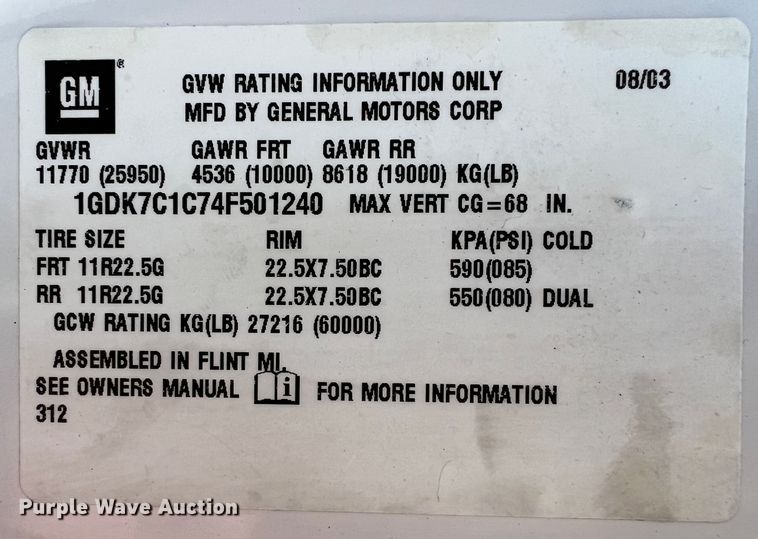 GM ®
GVW RATING INFORMATION ONLY 08/03
MFD BY GENERAL MOTORS CORP
GVWR GAWR FRT GAWR RR
11770 (25950) 4536 (10000) 8618 (19000) KG(LB)
1GDK7C1C74F501240 MAX VERT CG=68 IN.
TIRE SIZE RIM KPA(PSI) COLD
FRT 11R22.5G 22.5X7.50BC 590(085)
RR 11R22.5G 22.5X7.50BC 550(080) DUAL
GCW RATING KG(LB) 27216 (60000)
ASSEMBLED IN FLINT MI.
SEE OWNERS MANUAL i FOR MORE INFORMATION
312
Purple Wave Auction